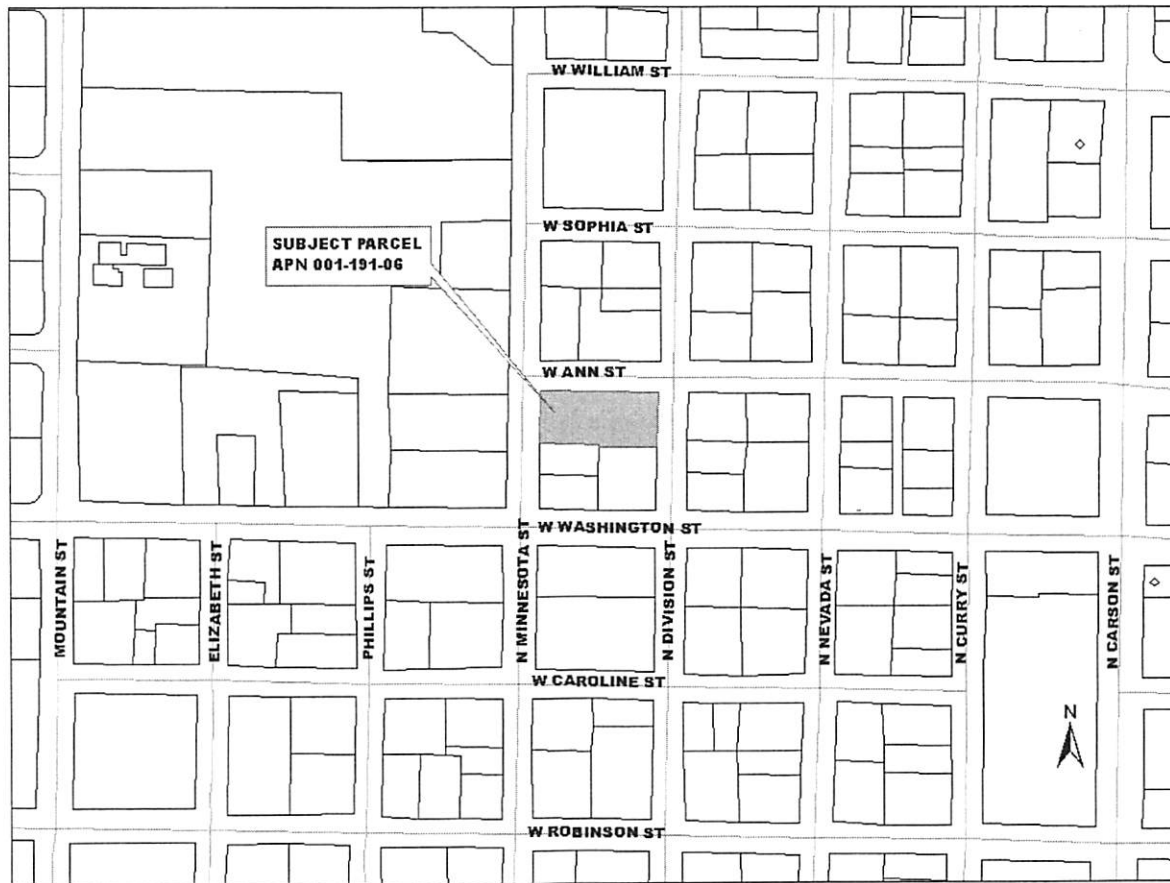 W WILLIAM ST
W SOPHIA ST
SUBJECT PARCEL
APN 001-191-06
W ANN ST
W WASHINGTON ST
MOUNTAIN ST
ELIZABETH ST
PHILLIPS ST
N MINNESOTA ST
N DIVISION ST
N NEVADA ST
N CURRY ST
N CARSON ST
W CAROLINE ST
N
W ROBINSON ST